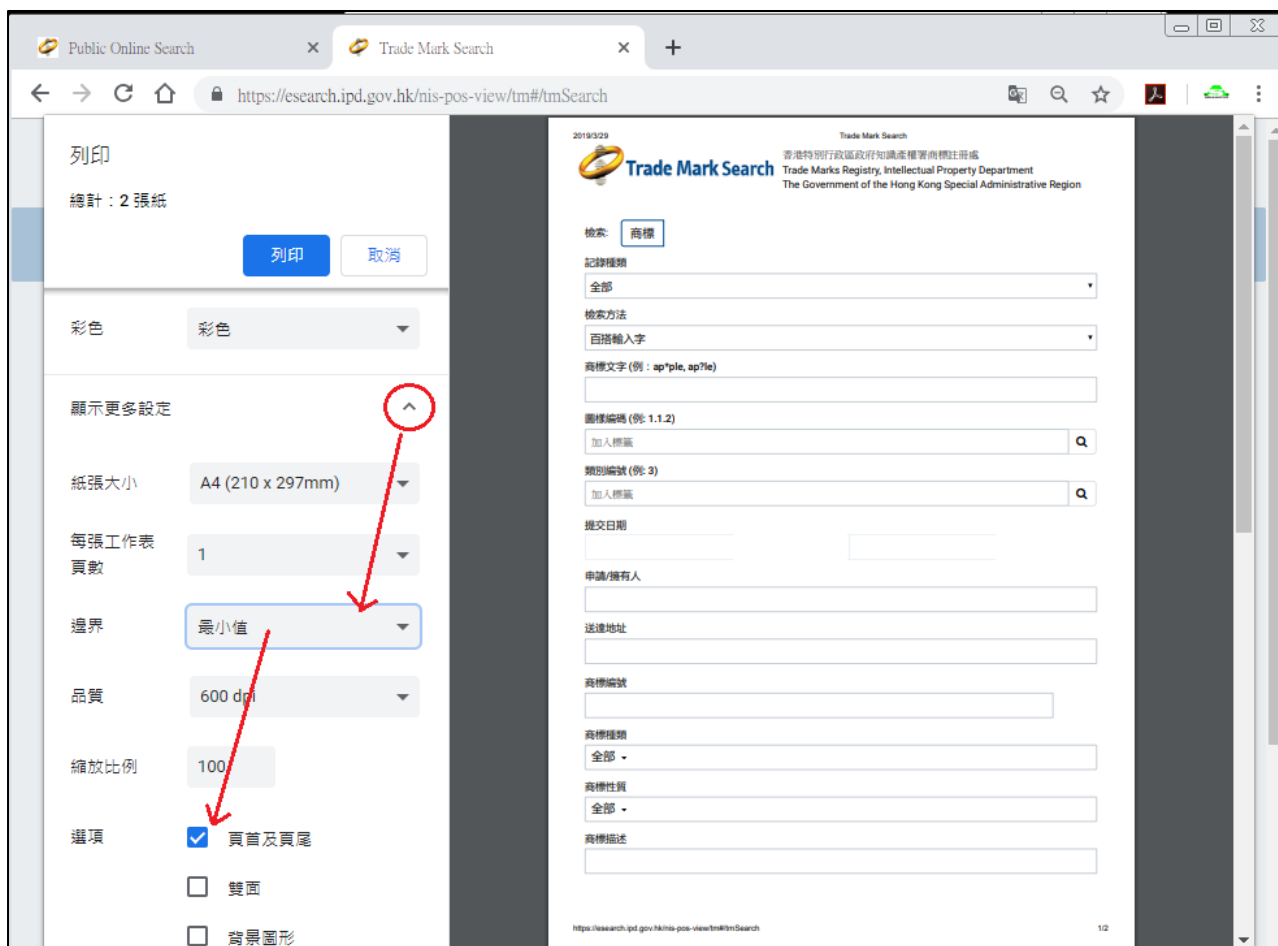 Public Online Search
Trade Mark Search
https://esearch.ipd.gov.hk/nis-pos-view/tm#/tmSearch
列印
總計：2 張紙
列印
取消
彩色
彩色
顯示更多設定
紙張大小
A4 (210 x 297mm)
每張工作表
頁數
1
邊界
最小值
品質
600 dpi
縮放比例
100
選項
頁首及頁尾
雙面
背景圖形
2019/3/29
Trade Mark Search
Trade Mark Search
香港特別行政區政府知識產權署商標註冊處
Trade Marks Registry, Intellectual Property Department
The Government of the Hong Kong Special Administrative Region
檢索:
商標
記錄種類
全部
檢索方法
百搭輸入字
商標文字 (例：ap*ple, ap?le)
圖樣編碼 (例: 1.1.2)
加入標籤
類別編號 (例: 3)
加入標籤
提交日期
申請/擁有人
送達地址
商標編號
商標種類
全部
商標性質
全部
商標描述
https://esearch.ipd.gov.hk/nis-pos-view/tm#/tmSearch
1/2